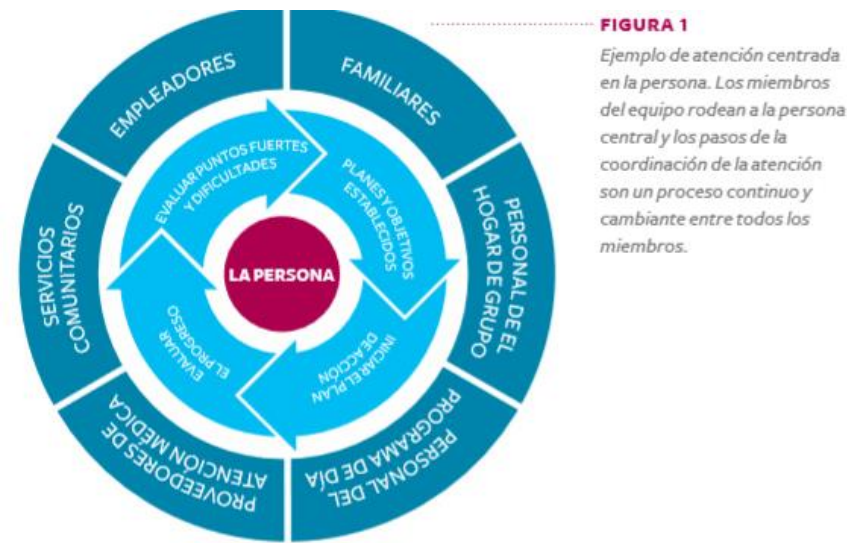 FIGURA 1
Ejemplo de atención centrada
en la persona. Los miembros
del equipo rodean a la persona
central y los pasos de la
coordinación de la atención
son un proceso continuo y
cambiante entre todos los
miembros.
EMPLEADORES
FAMILIARES
PERSONAL DE EL
HOGAR DE GRUPO
PERSONAL DEL
PROGRAMA DE DÍA
PROVEEDORES DE
ATENCIÓN MÉDICA
SERVICIOS
COMUNITARIOS
EVALUAR PUNTOS FUERTES
Y DIFICULTADES
PLANES Y OBJETIVOS
ESTABLECIDOS
INICIAR EL PLAN
DE ACCIÓN
EVALUAR
EL PROGRESO
LA PERSONA